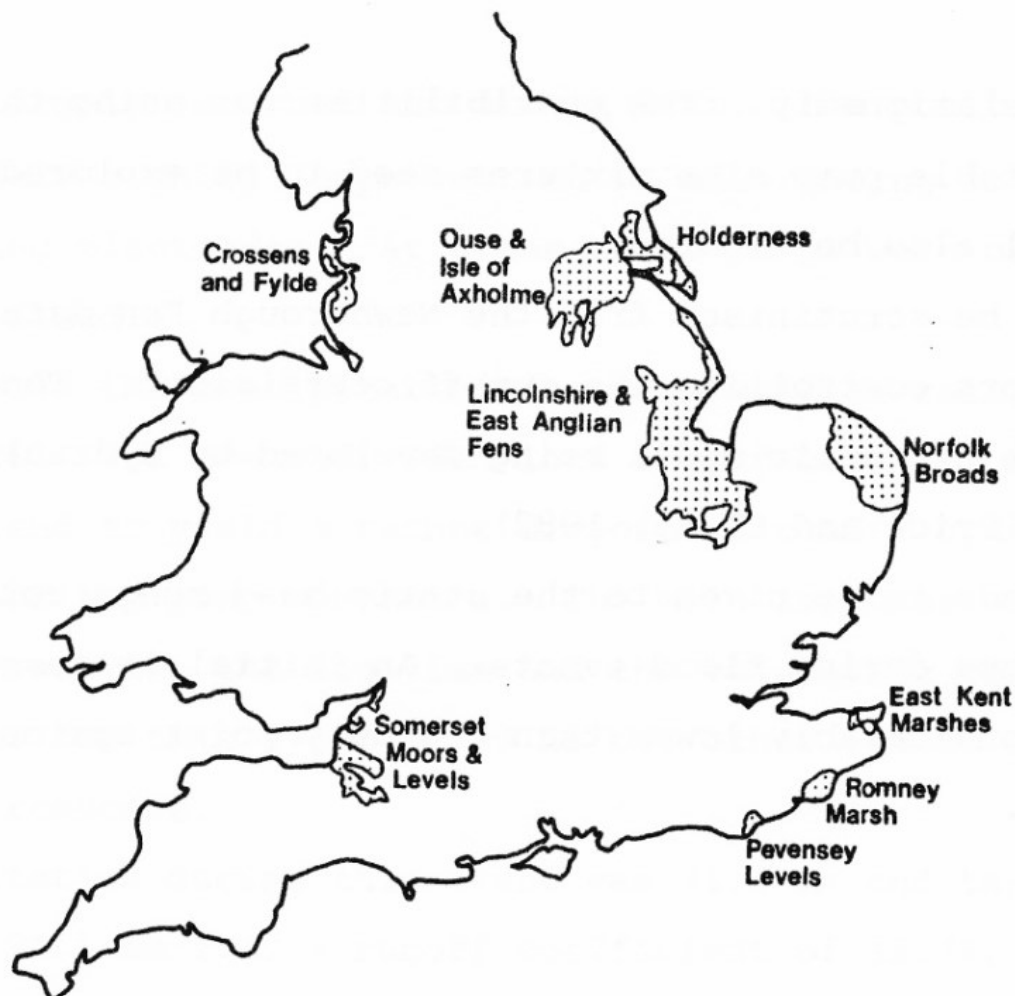 Crossens
and Fylde
Ouse &
Isle of
Axholme
Holderness
Lincolnshire &
East Anglian
Fens
Norfolk
Broads
Somerset
Moors &
Levels
East Kent
Marshes
Romney
Marsh
Pevensey
Levels